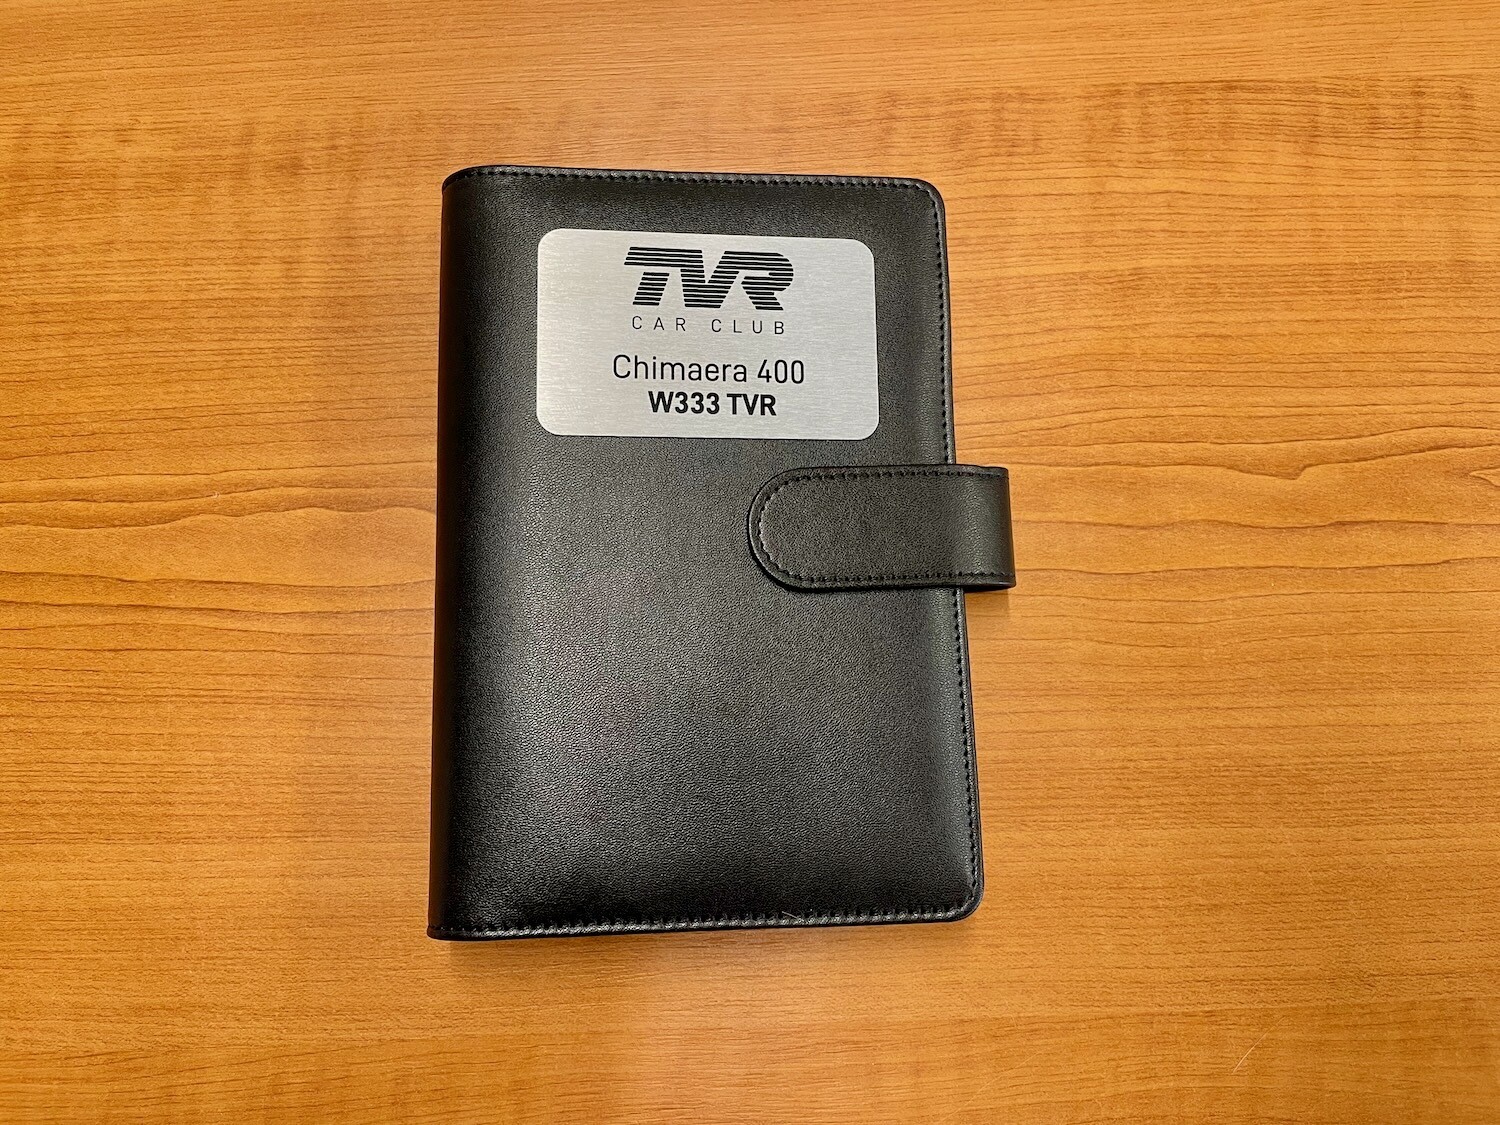 TVR
CAR CLUB
Chimaera 400
W333 TVR